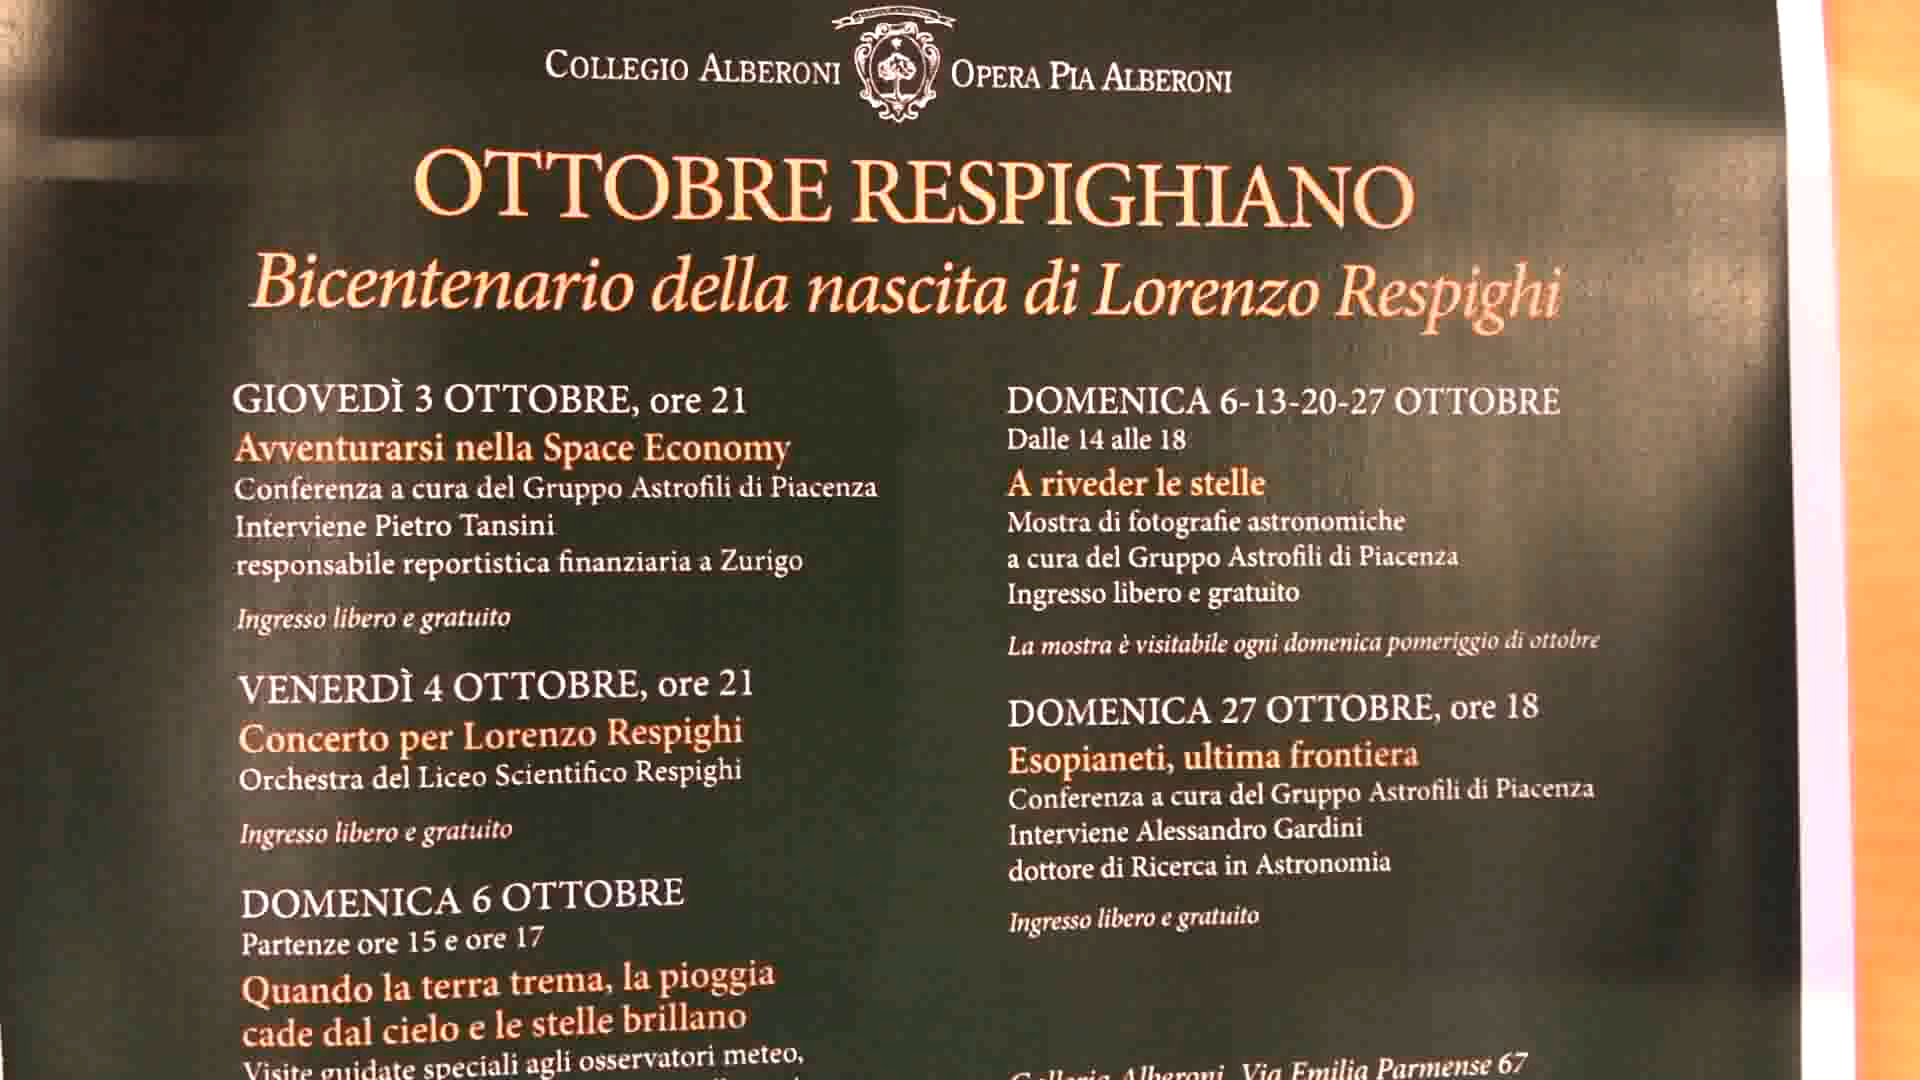 COLLEGIO ALBERONI OPERA PIA ALBERONI
OTTOBRE RESPIGHIANO
Bicentenario della nascita di Lorenzo Respighi
GIOVEDÌ 3 OTTOBRE, ore 21
Avventurarsi nella Space Economy
Conferenza a cura del Gruppo Astrofili di Piacenza
Interviene Pietro Tansini
responsabile reportistica finanziaria a Zurigo
Ingresso libero e gratuito
VENERDÌ 4 OTTOBRE, ore 21
Concerto per Lorenzo Respighi
Orchestra del Liceo Scientifico Respighi
Ingresso libero e gratuito
DOMENICA 6 OTTOBRE
Partenze ore 15 e ore 17
Quando la terra trema, la pioggia
cade dal cielo e le stelle brillano
Visite guidate speciali agli osservatori meteo,
DOMENICA 6-13-20-27 OTTOBRE
Dalle 14 alle 18
A riveder le stelle
Mostra di fotografie astronomiche
a cura del Gruppo Astrofili di Piacenza
Ingresso libero e gratuito
La mostra è visitabile ogni domenica pomeriggio di ottobre
DOMENICA 27 OTTOBRE, ore 18
Esopianeti, ultima frontiera
Conferenza a cura del Gruppo Astrofili di Piacenza
Interviene Alessandro Gardini
dottore di Ricerca in Astronomia
Ingresso libero e gratuito
Galleria Alberoni, Via Emilia Parmense 67